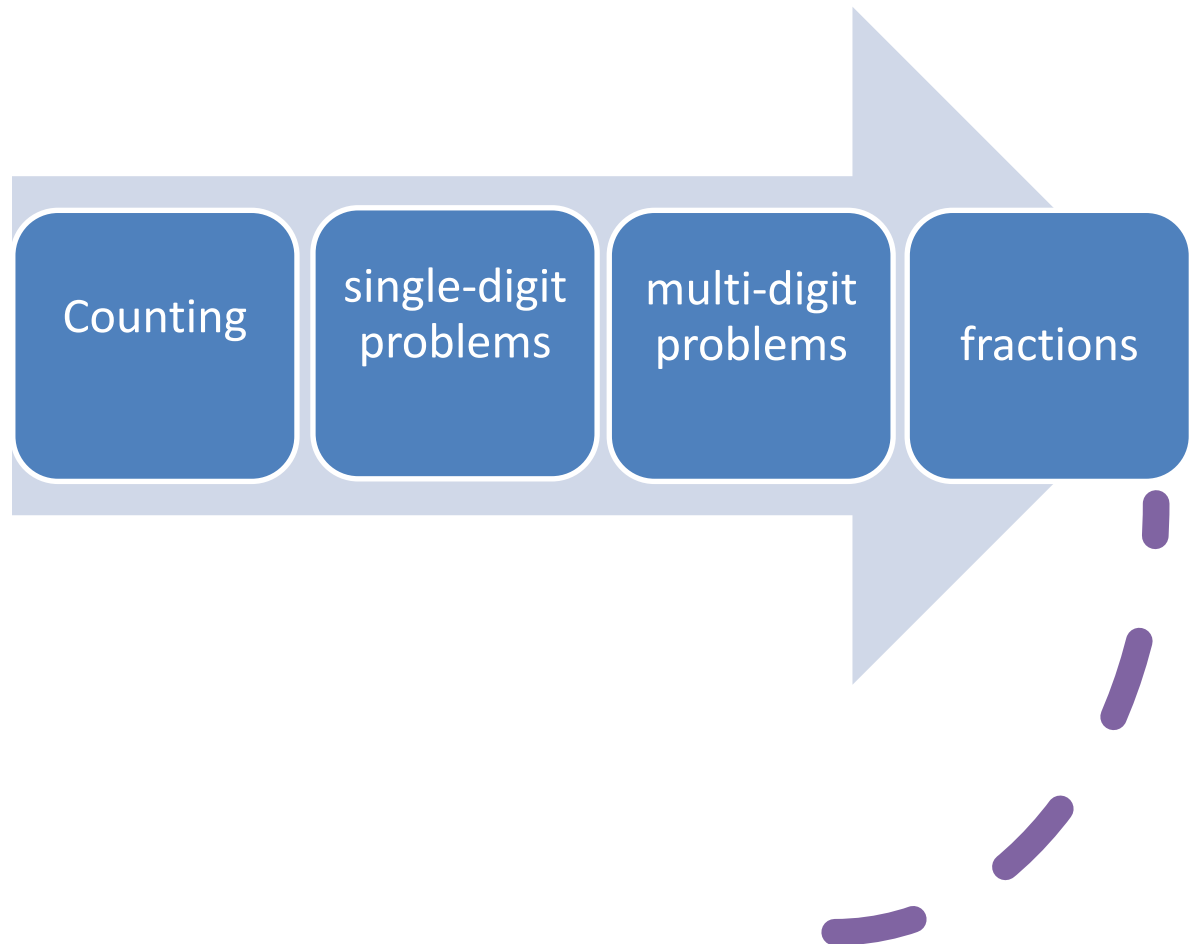 Counting
single-digit
problems
multi-digit
problems
fractions